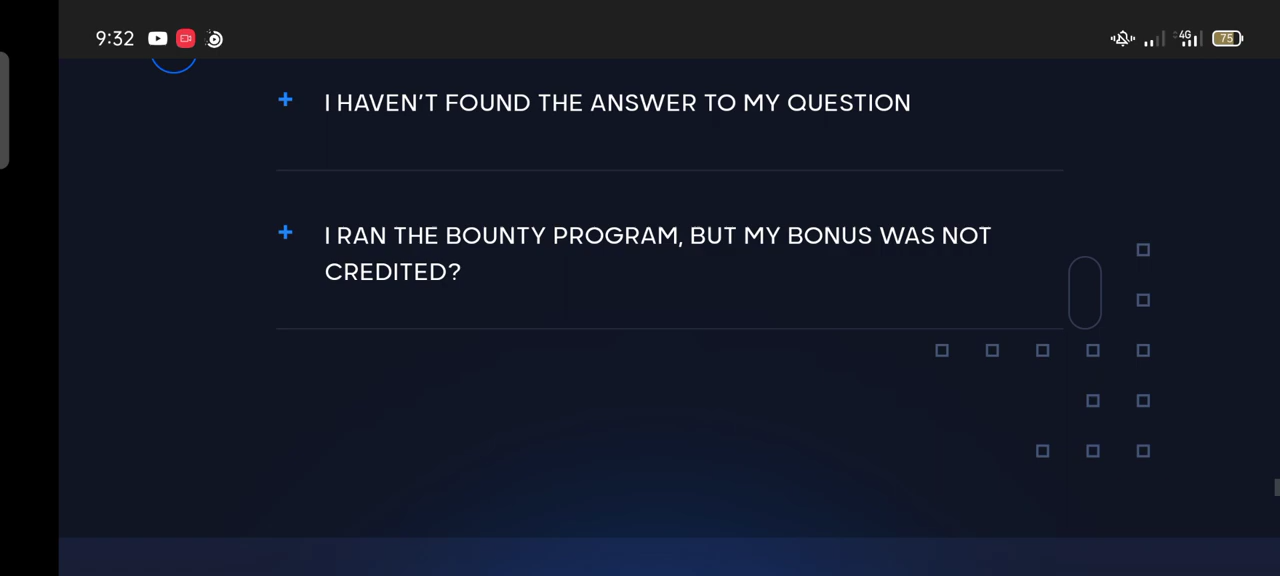 9:32
4G
75
+ I HAVEN'T FOUND THE ANSWER TO MY QUESTION
+ I RAN THE BOUNTY PROGRAM, BUT MY BONUS WAS NOT
CREDITED?